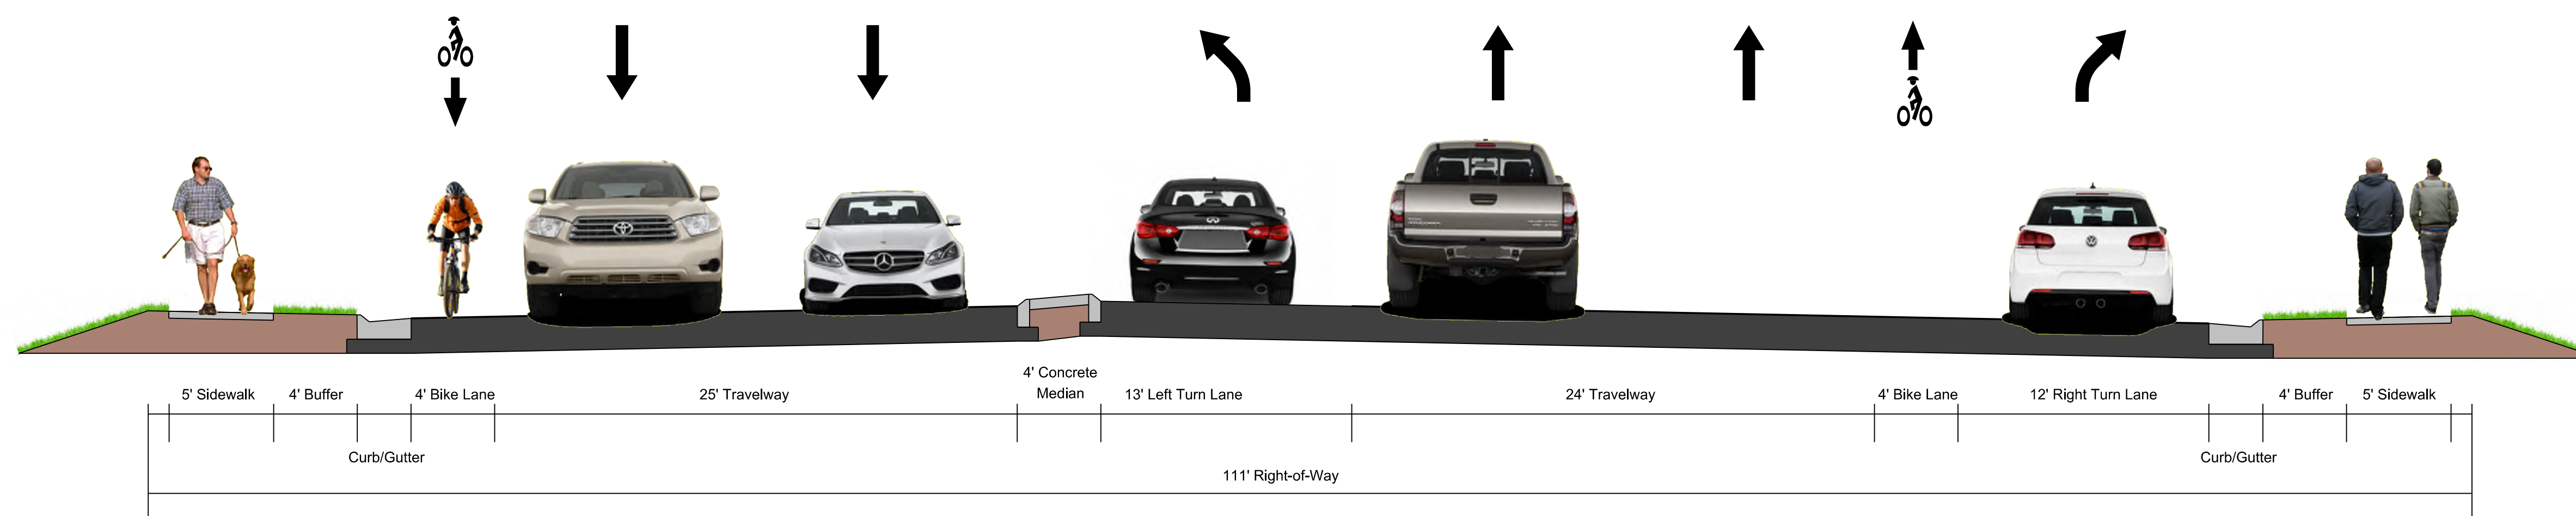 4' Concrete
Median
5' Sidewalk
4' Buffer
4' Bike Lane
25' Travelway
13' Left Turn Lane
24' Travelway
4' Bike Lane
12' Right Turn Lane
4' Buffer
5' Sidewalk
Curb/Gutter
Curb/Gutter
111' Right-of-Way